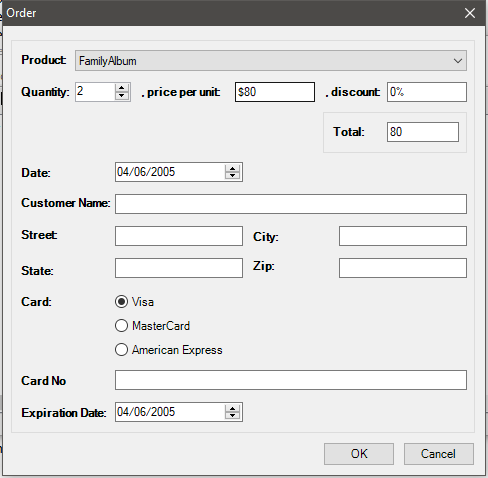 Order
Product: FamilyAlbum
Quantity: 2 , price per unit: $80 , discount: 0%
Total: 80
Date: 04/06/2005
Customer Name:
Street: City:
State: Zip:
Card: Visa
MasterCard
American Express
Card No
Expiration Date: 04/06/2005
OK Cancel